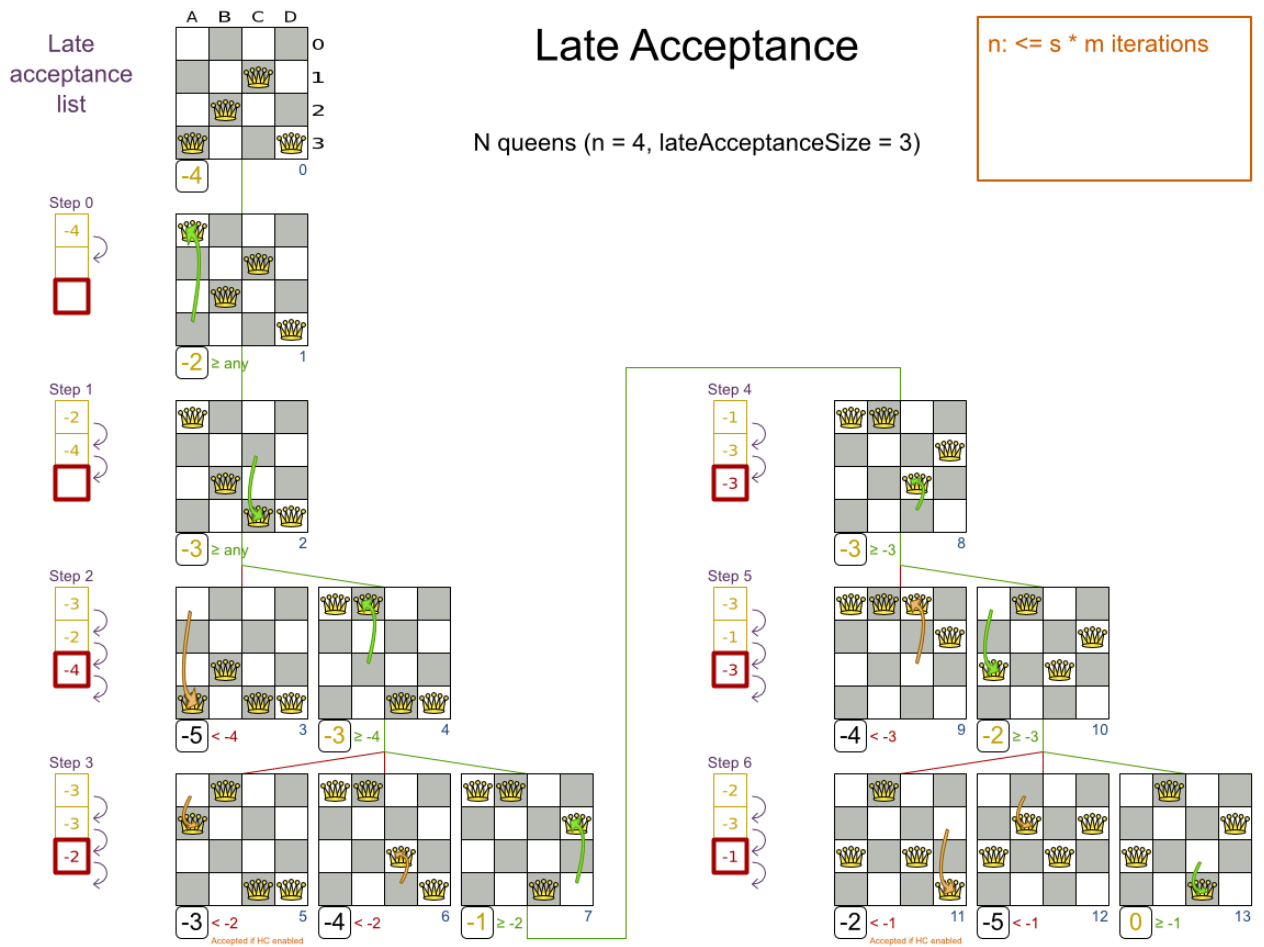 Late
acceptance
list
A B C D
0
1
2
3
-4
0
Late Acceptance
N queens (n = 4, lateAcceptanceSize = 3)
n: <= s * m iterations
Step 0
-4
-2 ≥ any
1
Step 1
-2
-4
-3 ≥ any
2
Step 2
-3
-2
-4
-5 < -4
3
-3 ≥ -4
4
Step 3
-3
-3
-2
-3 < -2
5
Accepted if HC enabled
-4 < -2
6
-1 ≥ -2
7
Step 4
-1
-3
-3
-3 ≥ -3
8
Step 5
-3
-1
-3
-4 < -3
9
-2 ≥ -3
10
Step 6
-2
-3
-1
-2 < -1
11
Accepted if HC enabled
-5 < -1
12
0 ≥ -1
13